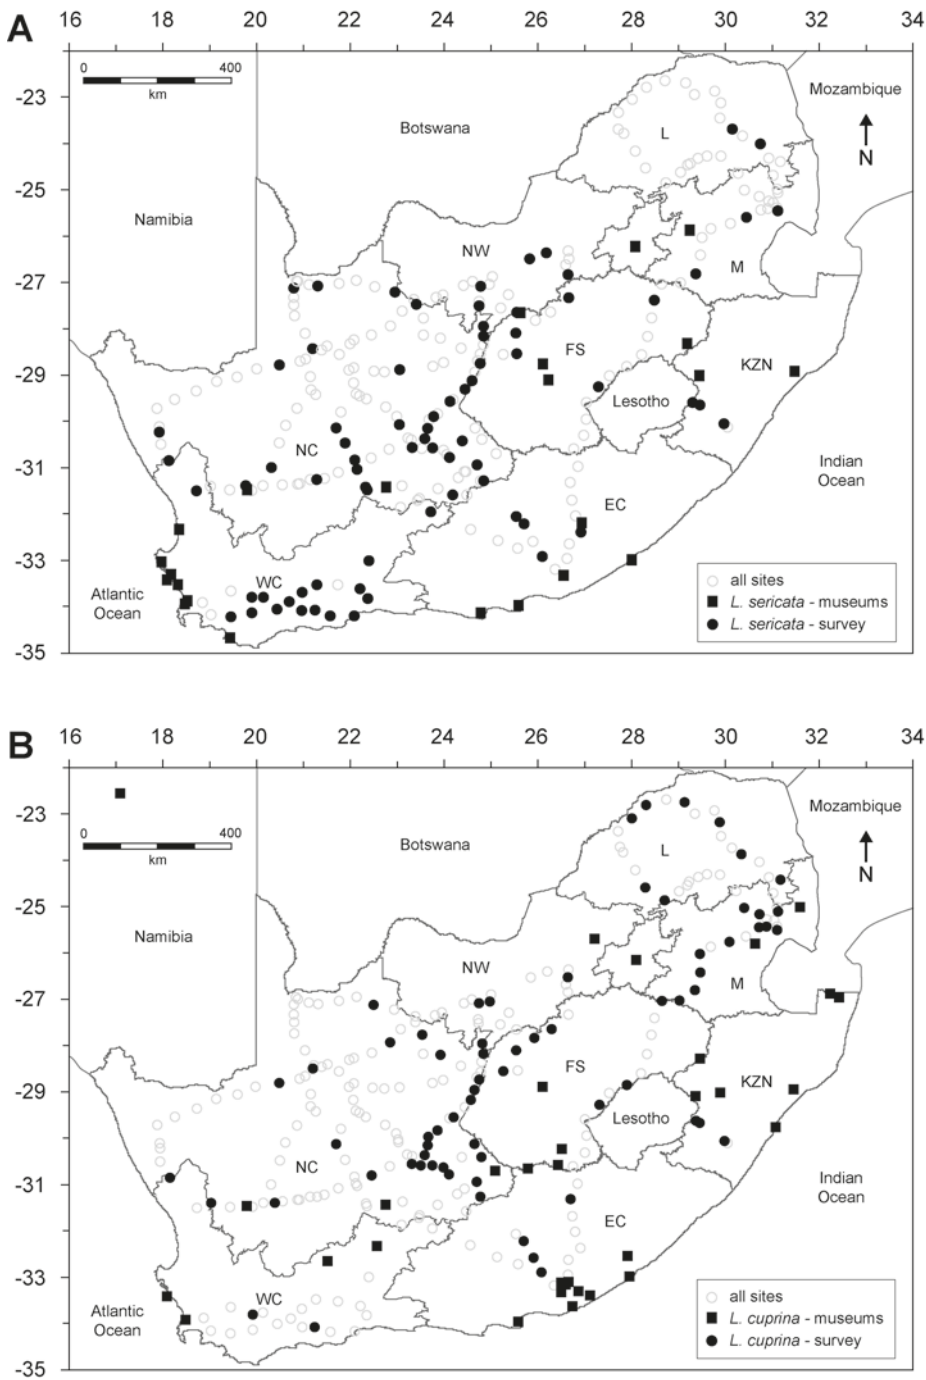 A
16 18 20 22 24 26 28 30 32 34
0 400
km
-23
Mozambique
Botswana
L
N
-25
Namibia
NW
M
-27
FS
KZN
-29
Lesotho
NC
-31
Indian
Ocean
EC
-33
WC
Atlantic
Ocean
all sites
L. sericata - museums
L. sericata - survey
-35
B
16 18 20 22 24 26 28 30 32 34
Mozambique
-23
0 400
km
Botswana
L
N
-25
Namibia
NW
M
-27
FS
KZN
-29
Lesotho
NC
-31
Indian
Ocean
EC
-33
WC
Atlantic
Ocean
all sites
L. cuprina - museums
L. cuprina - survey
-35